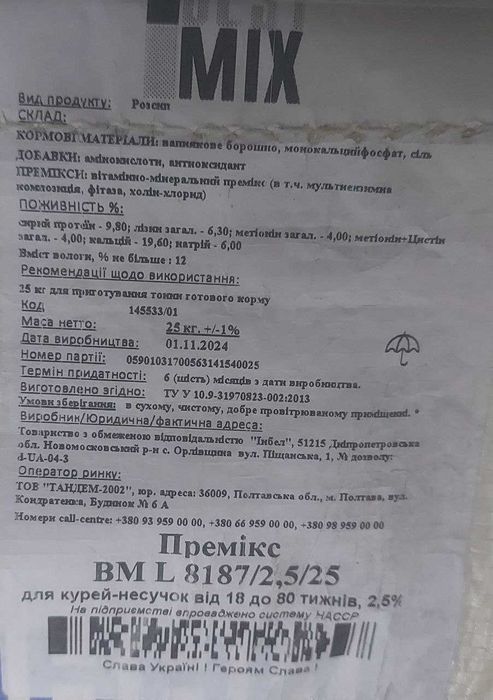 MIX
Вид продукту: Розсип
СКЛАД:
КОРМОВІ МАТЕРІАЛИ: вапнякове борошно, монокальційфосфат, сіль
ДОБАВКИ: амінокислоти, антиоксидант
ПРЕМІКСИ: вітамінно-мінеральний премікс (в т.ч. мультиензимна
композиція, фітаза, холін-хлорид)
ПОЖИВНІСТЬ %:
сирий протеїн - 9,80; лізин загал. - 6,30; метіонін загал. - 4,00; метіонін+Цистін
загал. - 4,00; кальцій - 19,60; натрій - 6,00
Вміст вологи, % не більше : 12
Рекомендації щодо використання:
25 кг для приготування тонни готового корму
Код 145533/01
Маса нетто: 25 кг. +/-1%
Дата виробництва: 01.11.2024
Номер партії: 05901031700563141540025
Термін придатності: 6 (шість) місяців з дати виробництва.
Виготовлено згідно: ТУ У 10.9-31970823-002:2013
Умови зберігання: в сухому, чистому, добре провітрюваному приміщенні. *
Виробник/Юридична/фактична адреса:
Товариство з обмеженою відповідальністю "Інбел", 51215 Дніпропетровська
обл. Новомосковський р-н с. Орлівщина вул. Піщанська, 1, № дозволу:
d-UA-04-3
Оператор ринку:
ТОВ "ТАНДЕМ-2002", юр. адреса: 36009, Полтавська обл., м. Полтава, вул.
Кондратенка, Будинок № 6 А
Номери call-centre: +380 93 959 00 00, +380 66 959 00 00, +380 98 959 00 00
Премікс
BM L 8187/2,5/25
для курей-несучок від 18 до 80 тижнів, 2,5%
На підприємстві впроваджено систему НАССР
Слава Україні ! Героям Слава !